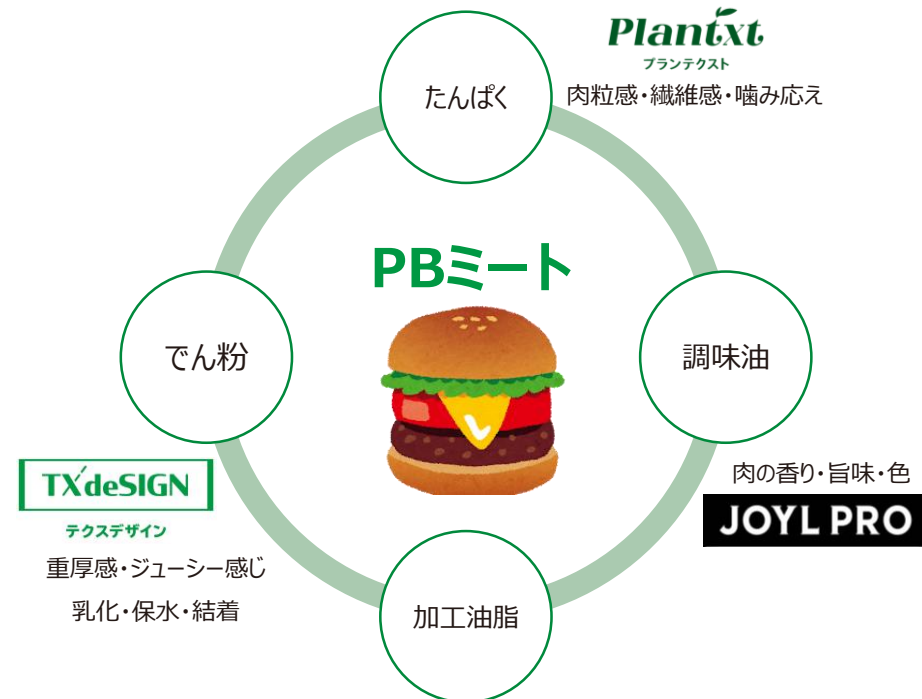 Plantxt
プランテクスト
肉粒感・繊維感・噛み応え
たんぱく
PBミート
でん粉
調味油
TXdeSIGN
テクスデザイン
重厚感・ジューシー感じ
乳化・保水・結着
肉の香り・旨味・色
JOYL PRO
加工油脂